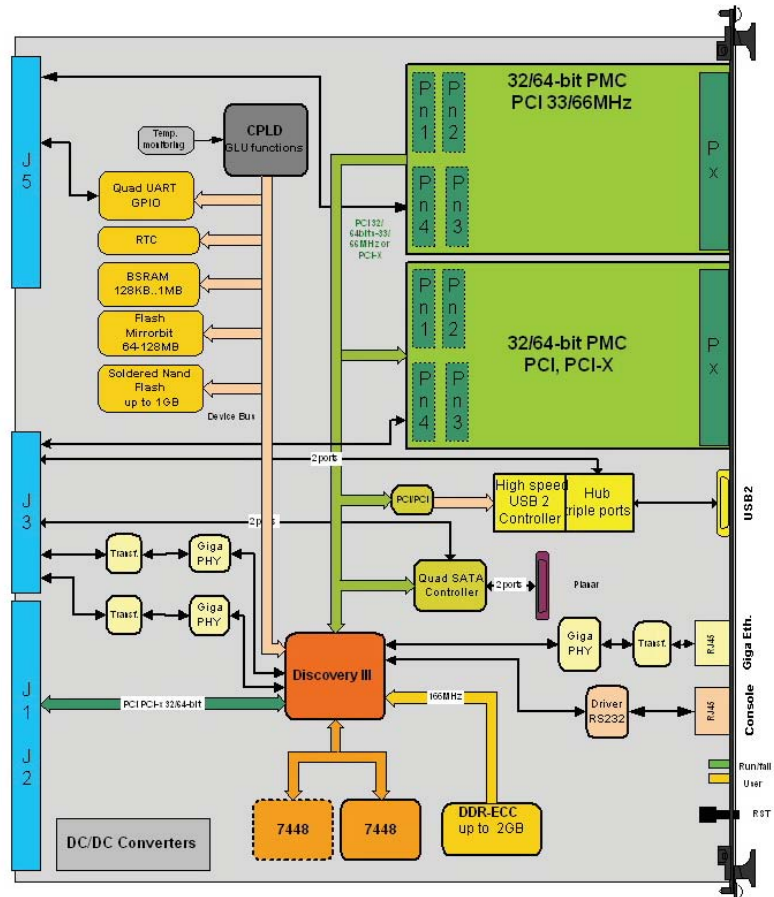 32/64-bit PMC
PCI 33/66MHz
Pn1
Pn2
Pn4
Pn3
Px
J5
Temp.
monitoring
CPLD
GLU functions
Quad UART
GPIO
RTC
BSRAM
128KB..1MB
Flash
Mirrorbit
64-128MB
Soldered Nand
Flash
up to 1GB
Device Bus
PCI 32/
64bits-33/
66MHz or
PCI-X
Pn1
Pn2
Pn4
Pn3
32/64-bit PMC
PCI, PCI-X
Px
J3
2 ports
PCI/PCI
High speed
USB 2
Controller
Hub
triple ports
USB2
2 ports
Transf.
Giga
PHY
Quad SATA
Controller
2 ports
Planar
Transf.
Giga
PHY
Giga
PHY
Transf.
RJ45
Giga Eth.
J1
J2
PCI PCI-x 32/64-bit
Discovery III
166MHz
Driver
RS232
RJ45
Console
Run/fail
User
RST
7448
7448
DDR-ECC
up to 2GB
DC/DC Converters